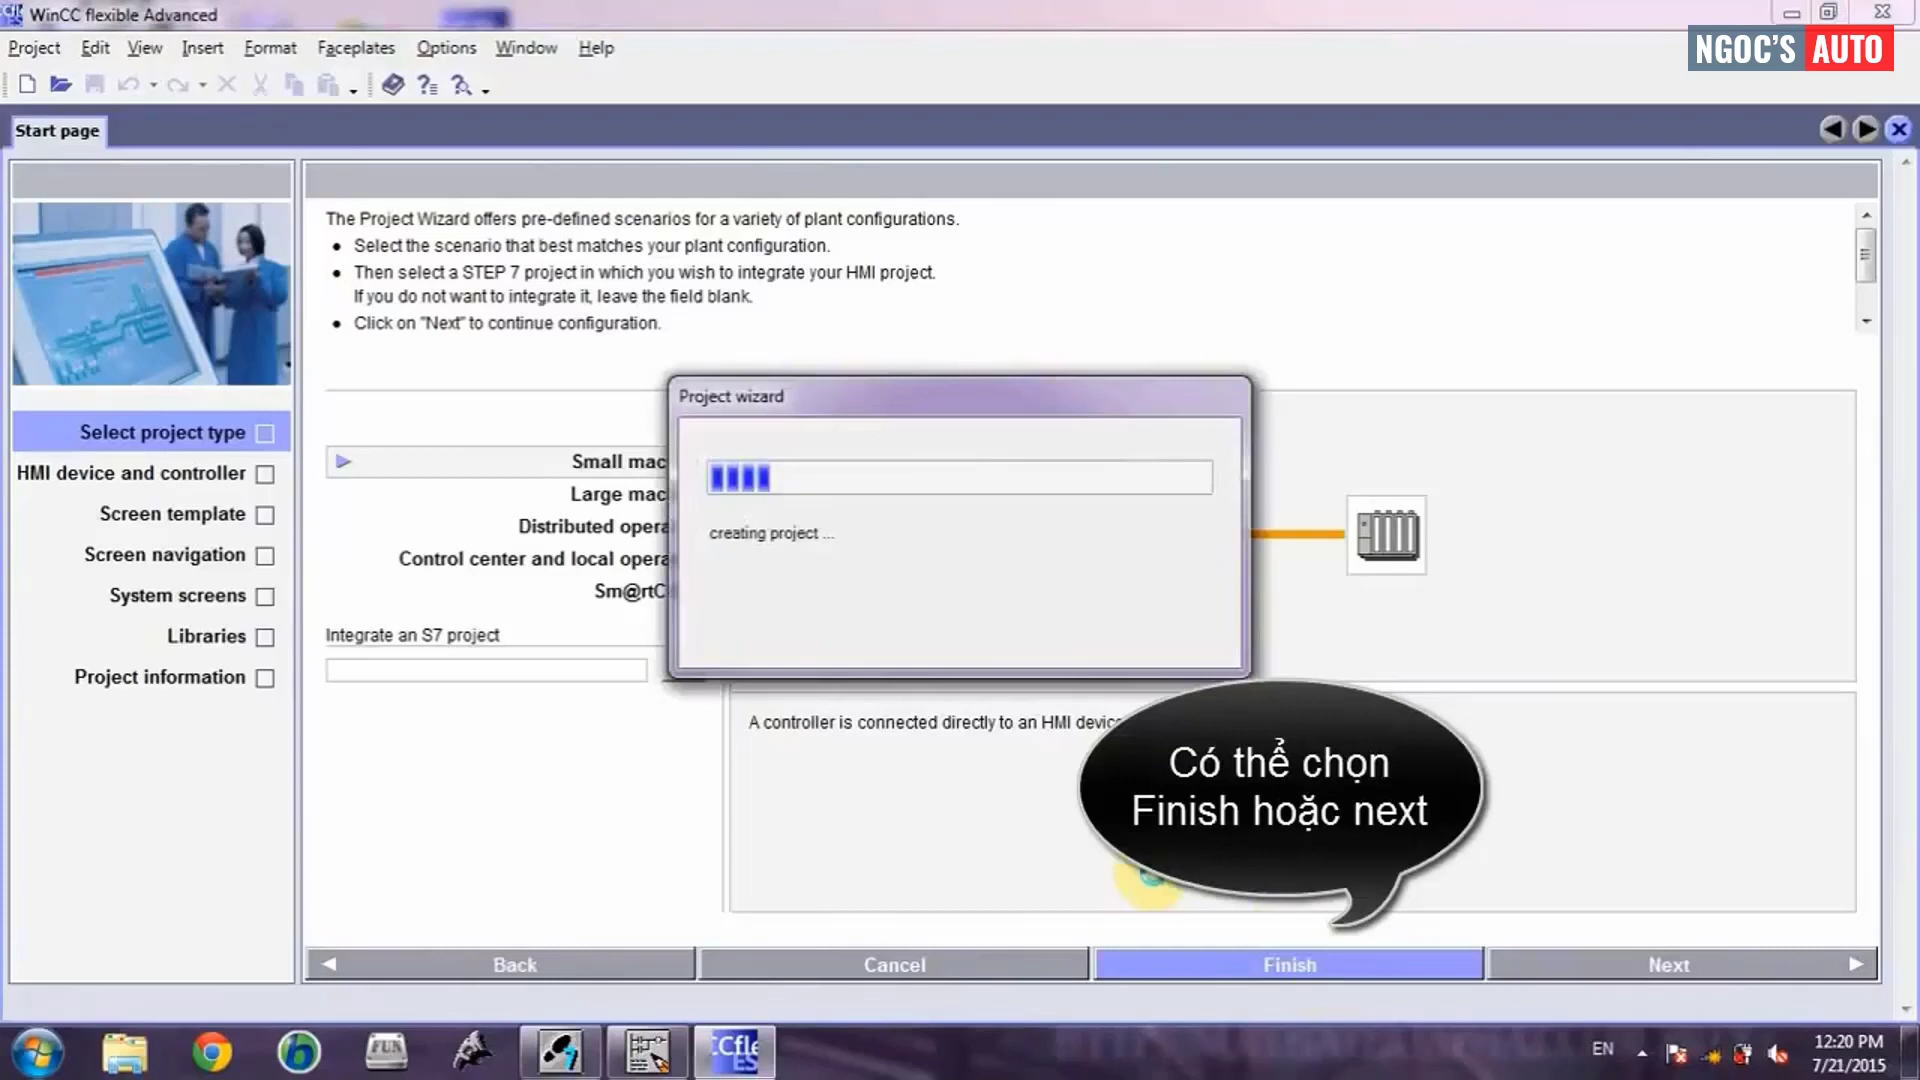 WinCC flexible Advanced
Project Edit View Insert Format Faceplates Options Window Help
NGOC'S AUTO
Start page
The Project Wizard offers pre-defined scenarios for a variety of plant configurations.
Select the scenario that best matches your plant configuration.
Then select a STEP 7 project in which you wish to integrate your HMI project.
If you do not want to integrate it, leave the field blank.
Click on "Next" to continue configuration.
Select project type
HMI device and controller
Screen template
Screen navigation
System screens
Libraries
Project information
Small mac
Large mac
Distributed opera
Control center and local opera
Sm@rtC
Integrate an S7 project
Project wizard
creating project ...
A controller is connected directly to an HMI device
Có thể chọn
Finish hoặc next
Back
Cancel
Finish
Next
FUN
CCfle
ES
EN
12:20 PM
7/21/2015